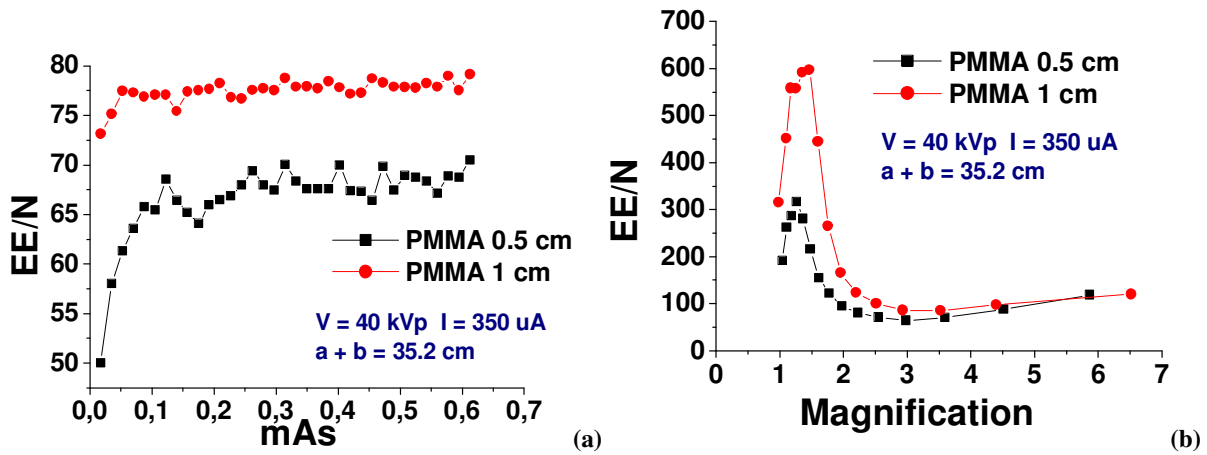 EE/N
80
75
70
65
60
55
50
0,0 0,1 0,2 0,3 0,4 0,5 0,6 0,7
mAs
PMMA 0.5 cm
PMMA 1 cm
V = 40 kVp I = 350 uA
a + b = 35.2 cm
(a)
EE/N
700
600
500
400
300
200
100
0
0 1 2 3 4 5 6 7
Magnification
PMMA 0.5 cm
PMMA 1 cm
V = 40 kVp I = 350 uA
a + b = 35.2 cm
(b)